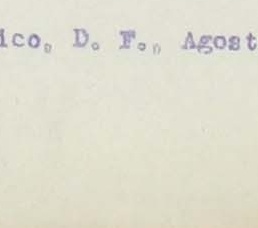 ico, D. F., Agost